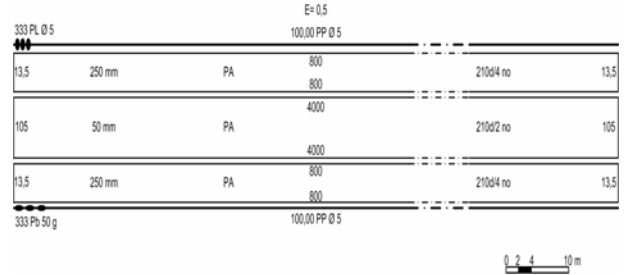 E= 0,5
333 PL Ø 5 100,00 PP Ø 5
800
13,5 250 mm PA 210d/4 no 13,5
800
4000
105 50 mm PA 210d/2 no 105
4000
800
13,5 250 mm PA 210d/4 no 13,5
800
333 Pb 50 g 100,00 PP Ø 5
0 2 4 10 m